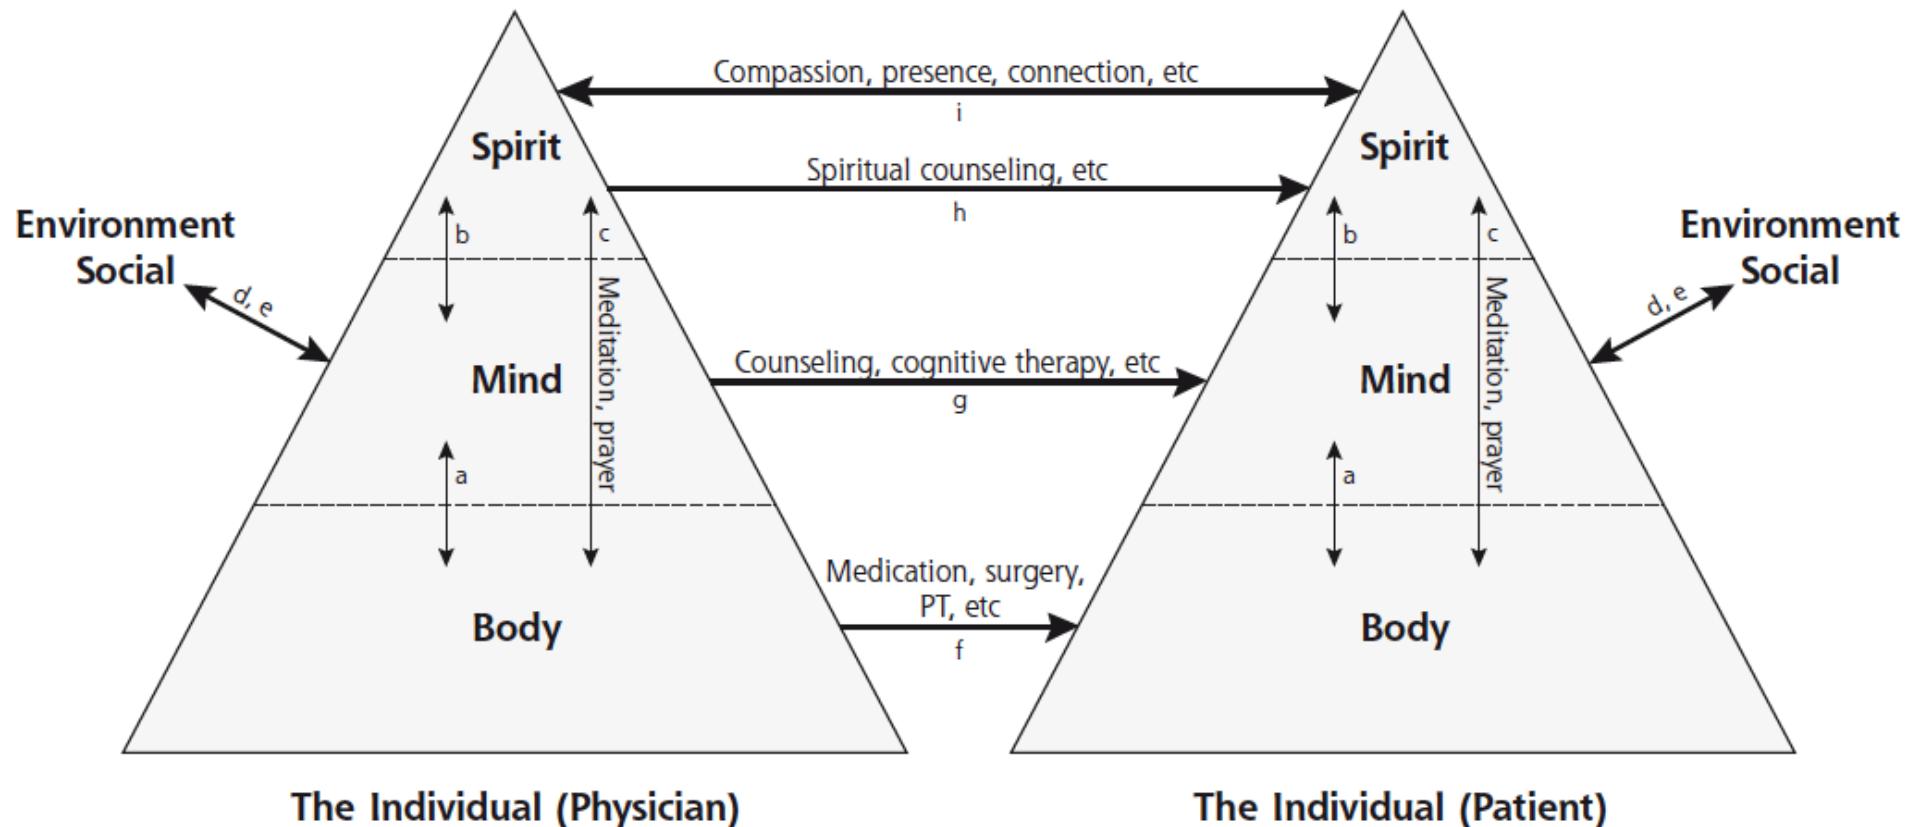 Compassion, presence, connection, etc
i
Spirit
Spirit
Spiritual counseling, etc
h
Environment
Social
d, e
b
c
Meditation, prayer
b
c
Meditation, prayer
Environment
Social
d, e
Mind
Counseling, cognitive therapy, etc
g
Mind
a
a
Medication, surgery,
PT, etc
f
Body
Body
The Individual (Physician)
The Individual (Patient)